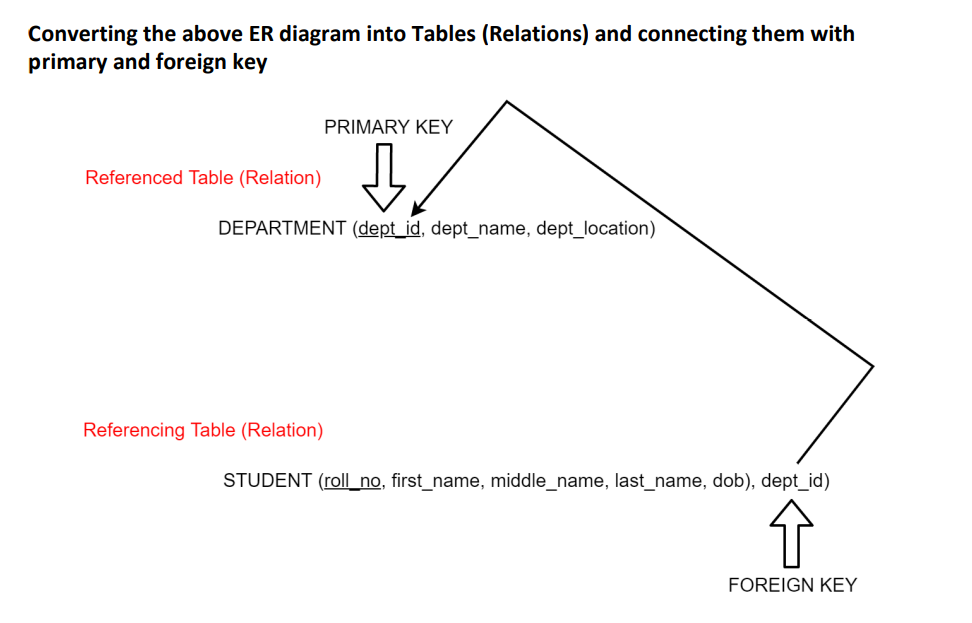 Converting the above ER diagram into Tables (Relations) and connecting them with
primary and foreign key
PRIMARY KEY
Referenced Table (Relation)
DEPARTMENT (dept_id, dept_name, dept_location)
Referencing Table (Relation)
STUDENT (roll_no, first_name, middle_name, last_name, dob), dept_id)
FOREIGN KEY